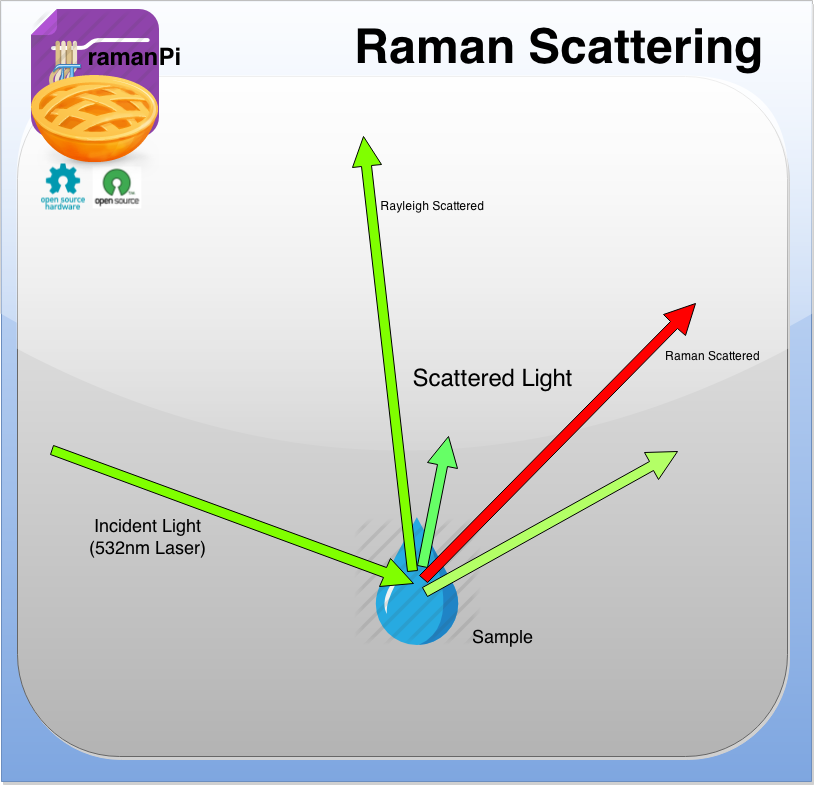 ramanPi
Raman Scattering
open source
hardware
open source
Rayleigh Scattered
Raman Scattered
Scattered Light
Incident Light
(532nm Laser)
Sample